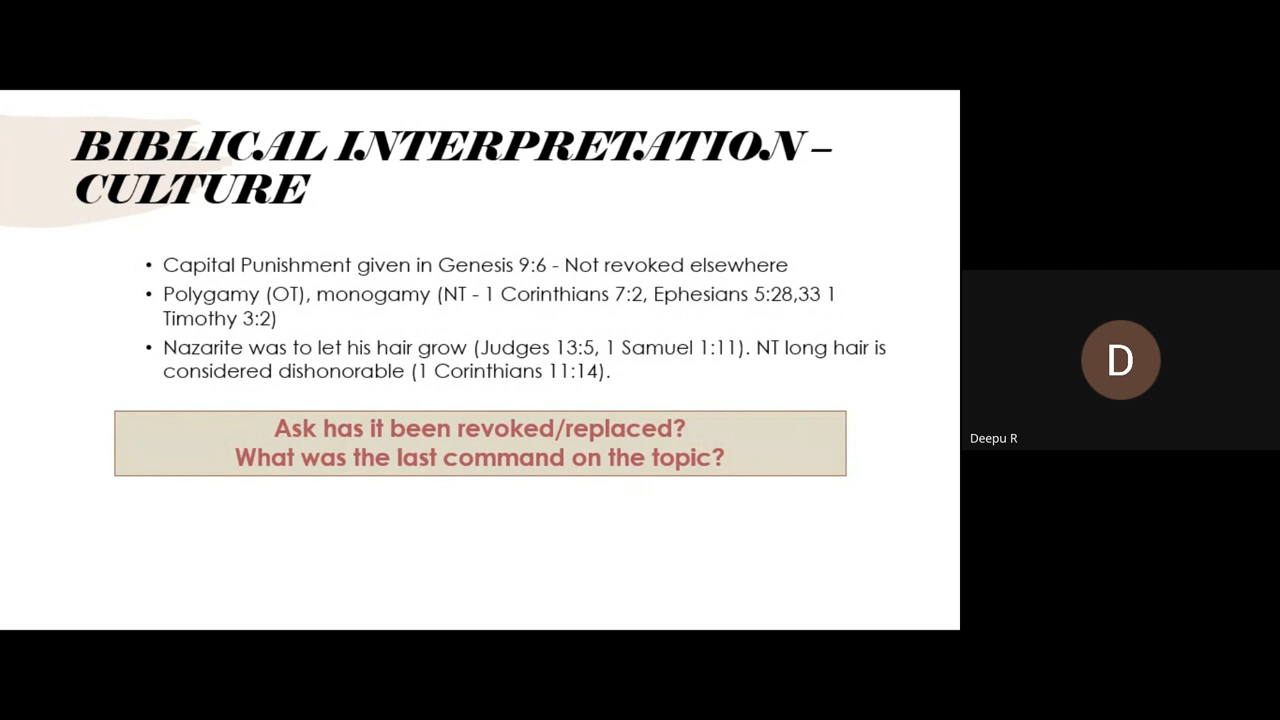 BIBLICAL INTERPRETATION –
CULTURE
• Capital Punishment given in Genesis 9:6 - Not revoked elsewhere
• Polygamy (OT), monogamy (NT - 1 Corinthians 7:2, Ephesians 5:28,33 1
Timothy 3:2)
• Nazarite was to let his hair grow (Judges 13:5, 1 Samuel 1:11). NT long hair is
considered dishonorable (1 Corinthians 11:14).
Ask has it been revoked/replaced?
What was the last command on the topic?
D
Deepu R